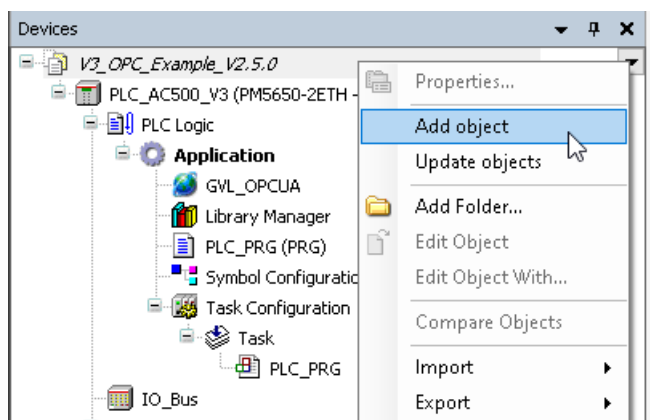 Devices
V3_OPC_Example_V2.5.0
PLC_AC500_V3 (PM5650-2ETH -
PLC Logic
Application
GVL_OPCUA
Library Manager
PLC_PRG (PRG)
Symbol Configuratio
Task Configuration
Task
PLC_PRG
IO_Bus
Properties...
Add object
Update objects
Add Folder...
Edit Object
Edit Object With...
Compare Objects
Import
Export